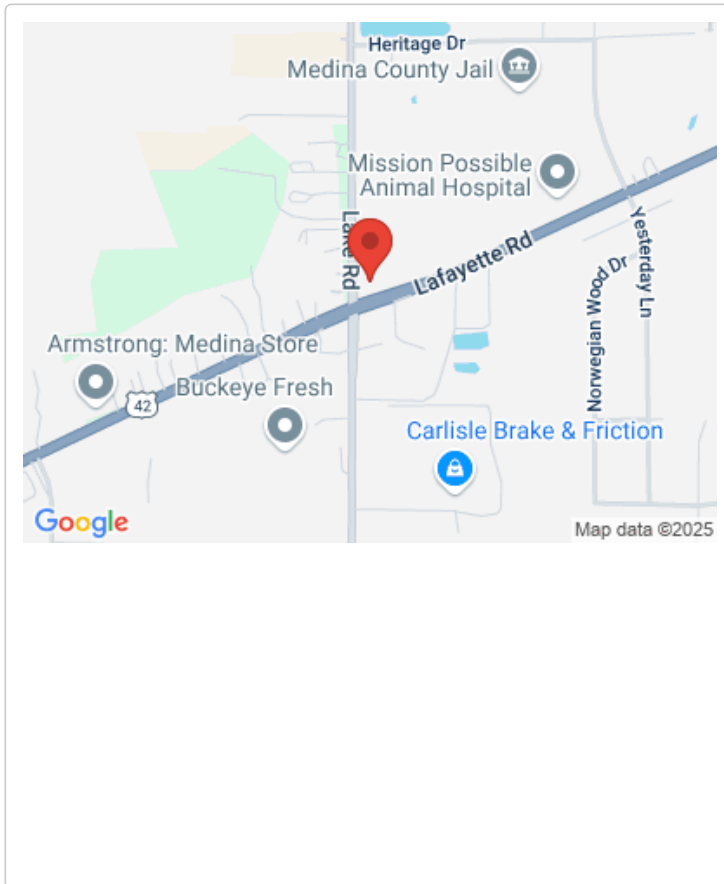 Heritage Dr
Medina County Jail
Mission Possible
Animal Hospital
Lake Rd
Lafayette Rd
Yesterday Ln
Norwegian Wood Dr
Armstrong: Medina Store
42
Buckeye Fresh
Carlisle Brake & Friction
Google
Map data ©2025